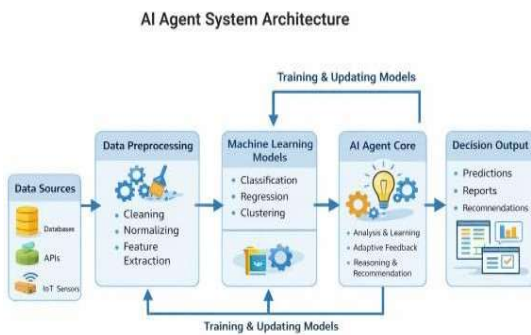 AI Agent System Architecture
Training & Updating Models
Data Sources
Databases
APIs
IoT Sensors
Data Preprocessing
• Cleaning
• Normalizing
• Feature
Extraction
Machine Learning
Models
• Classification
• Regression
• Clustering
AI Agent Core
• Analysis & Learning
• Adaptive Feedback
• Reasoning &
Recommendation
Decision Output
• Predictions
• Reports
• Recommendations
Training & Updating Models